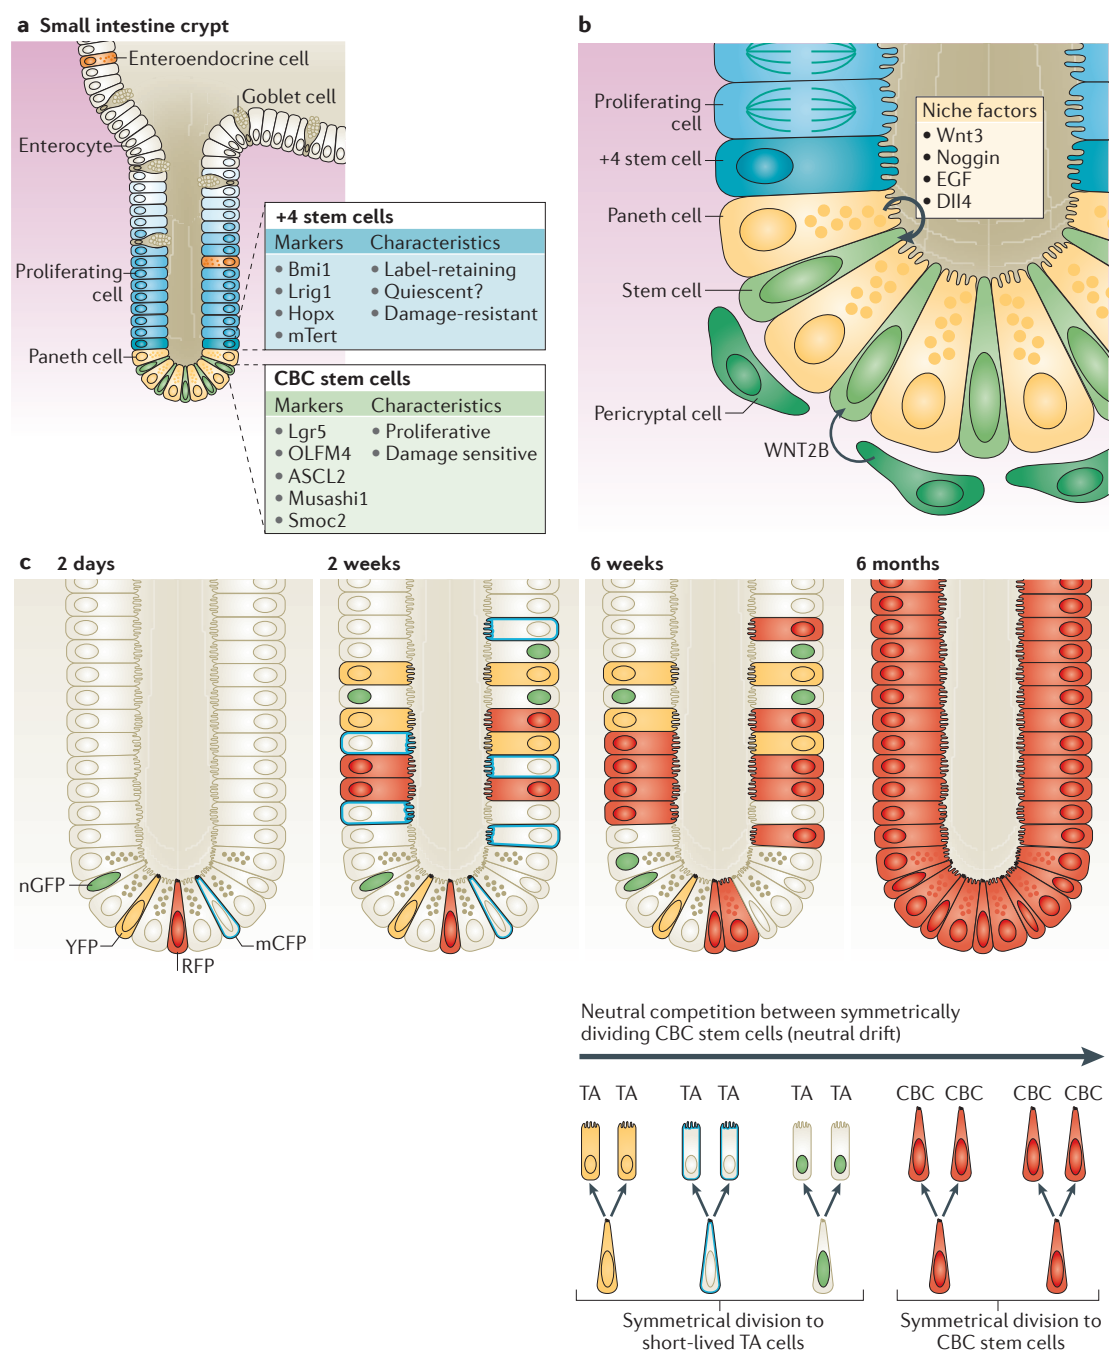 a Small intestine crypt
Enteroendocrine cell
Goblet cell
Enterocyte
Proliferating
cell
Paneth cell
+4 stem cells
Markers Characteristics
• Bmi1 • Label-retaining
• Lrig1 • Quiescent?
• Hopx • Damage-resistant
• mTert
CBC stem cells
Markers Characteristics
• Lgr5 • Proliferative
• OLFM4 • Damage sensitive
• ASCL2
• Musashi1
• Smoc2
b
Proliferating
cell
+4 stem cell
Paneth cell
Stem cell
Pericryptal cell
WNT2B
Niche factors
• Wnt3
• Noggin
• EGF
• Dll4
c 2 days 2 weeks 6 weeks 6 months
nGFP
YFP
RFP
mCFP
Neutral competition between symmetrically
dividing CBC stem cells (neutral drift)
TA TA TA TA TA TA CBC CBC CBC CBC
Symmetrical division to
short-lived TA cells
Symmetrical division to
CBC stem cells